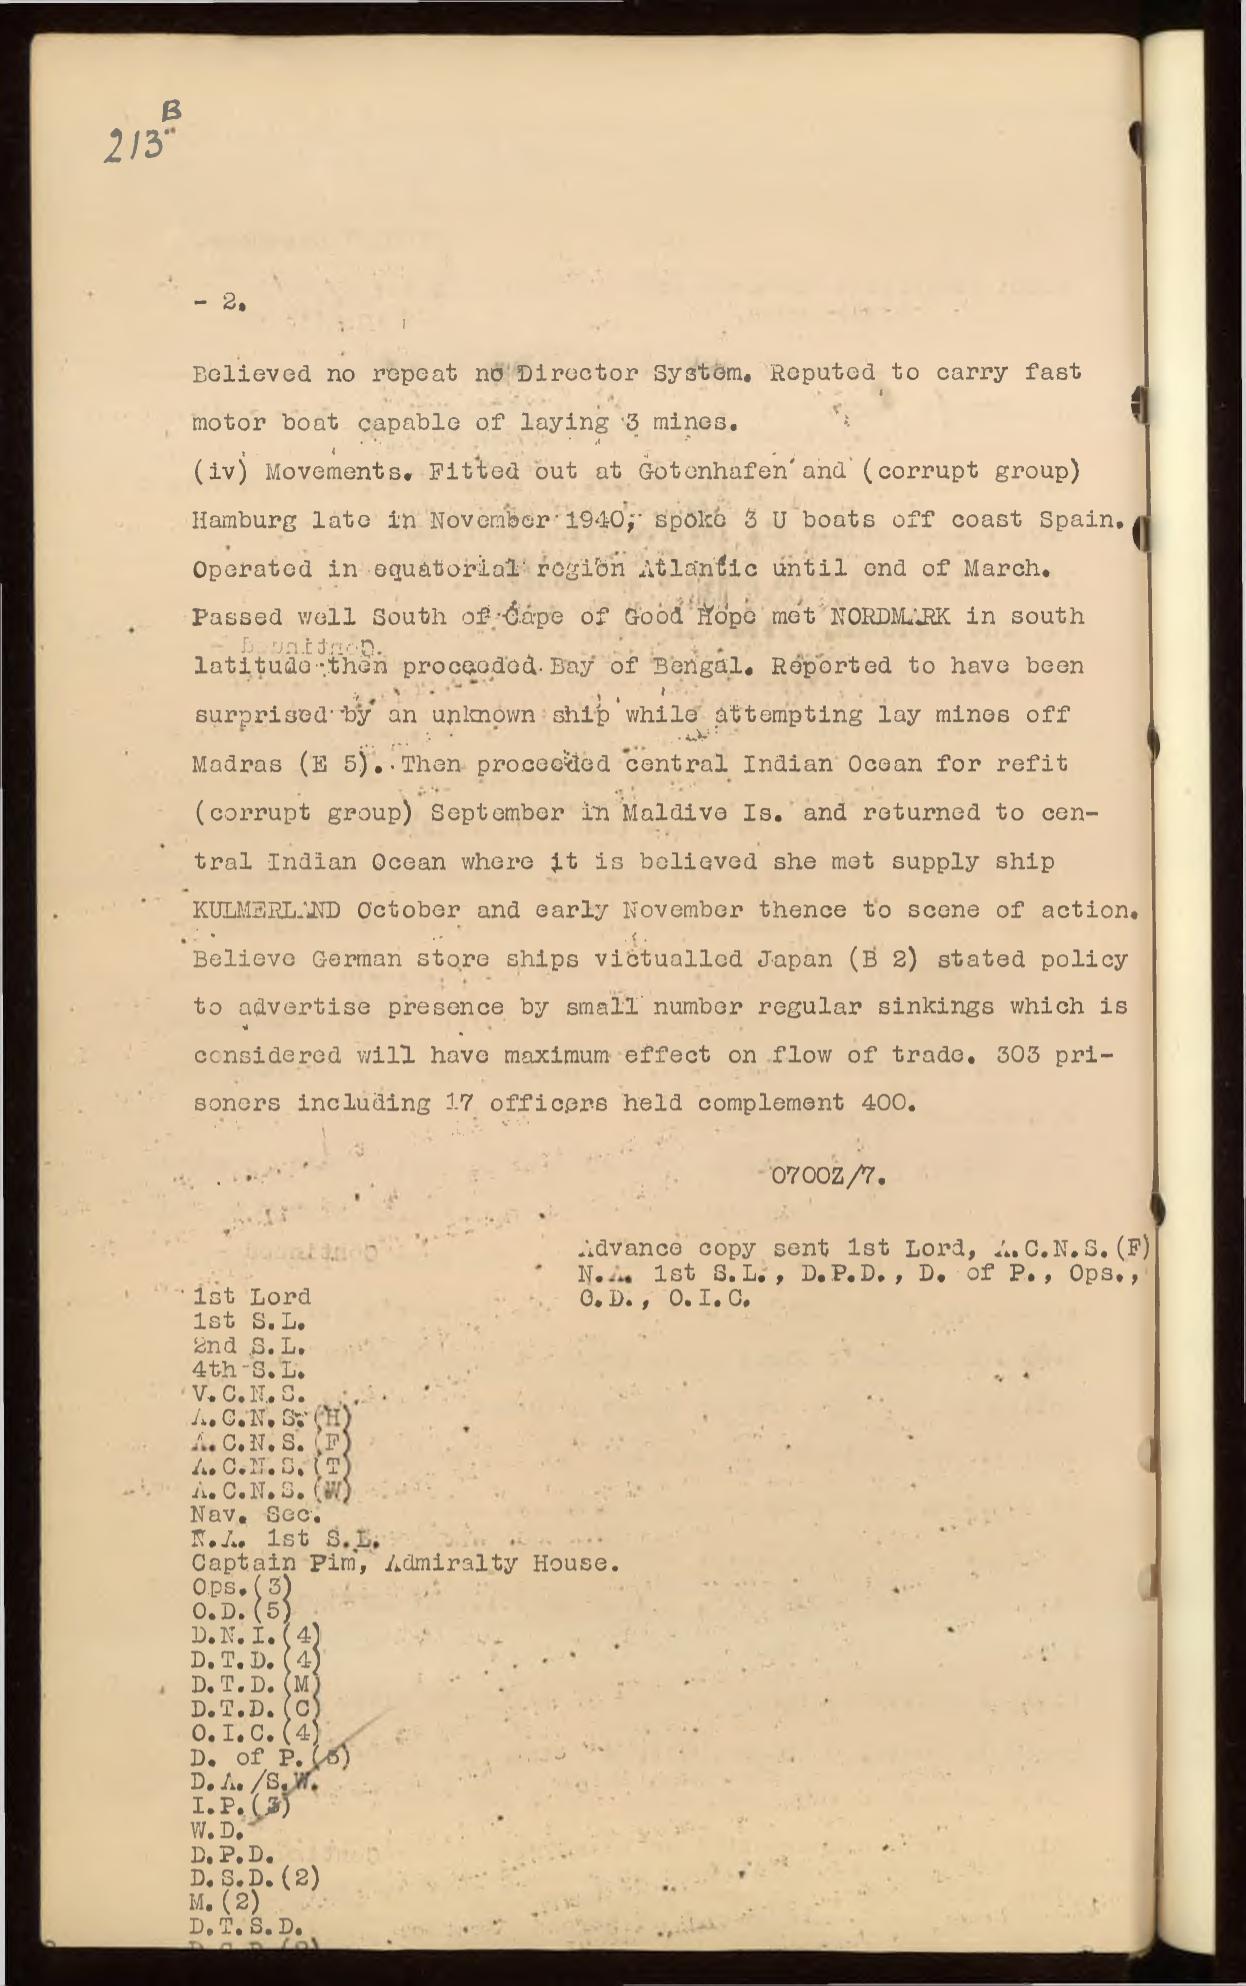 213 B
- 2.
Believed no repeat no Director System. Reputed to carry fast
motor boat capable of laying 3 mines.
(iv) Movements. Fitted out at Gotenhafen and (corrupt group)
Hamburg late in November 1940, spoke 3 U boats off coast Spain.
Operated in equatorial region Atlantic until end of March.
Passed well South of Cape of Good Hope met NORDMARK in south
latitude then proceeded Bay of Bengal. Reported to have been
surprised by an unknown ship while attempting lay mines off
Madras (E 5). Then proceeded central Indian Ocean for refit
(corrupt group) September in Maldive Is. and returned to cen-
tral Indian Ocean where it is believed she met supply ship
KULMERLAND October and early November thence to scene of action.
Believe German store ships victualled Japan (B 2) stated policy
to advertise presence by small number regular sinkings which is
considered will have maximum effect on flow of trade. 303 pri-
soners including 17 officers held complement 400.
0700Z/7.
Advance copy sent 1st Lord, A.C.N.S.(F)
N.A. 1st S.L., D.P.D., D. of P., Ops.,
O.D., O.I.C.
1st Lord
1st S.L.
2nd S.L.
4th S.L.
V.C.N.S.
A.C.N.S.(H)
A.C.N.S.(F)
A.C.N.S.(T)
A.C.N.S.(W)
Nav. Sec.
N.A. 1st S.L.
Captain Pim, Admiralty House.
Ops.(3)
O.D.(5)
D.N.I.(4)
D.T.D.(4)
D.T.D.(M)
D.T.D.(C)
O.I.C.(4)
D. of P.(5)
D.A./S.W.
I.P.(3)
W.D.
D.P.D.
D.S.D.(2)
M.(2)
D.T.S.D.